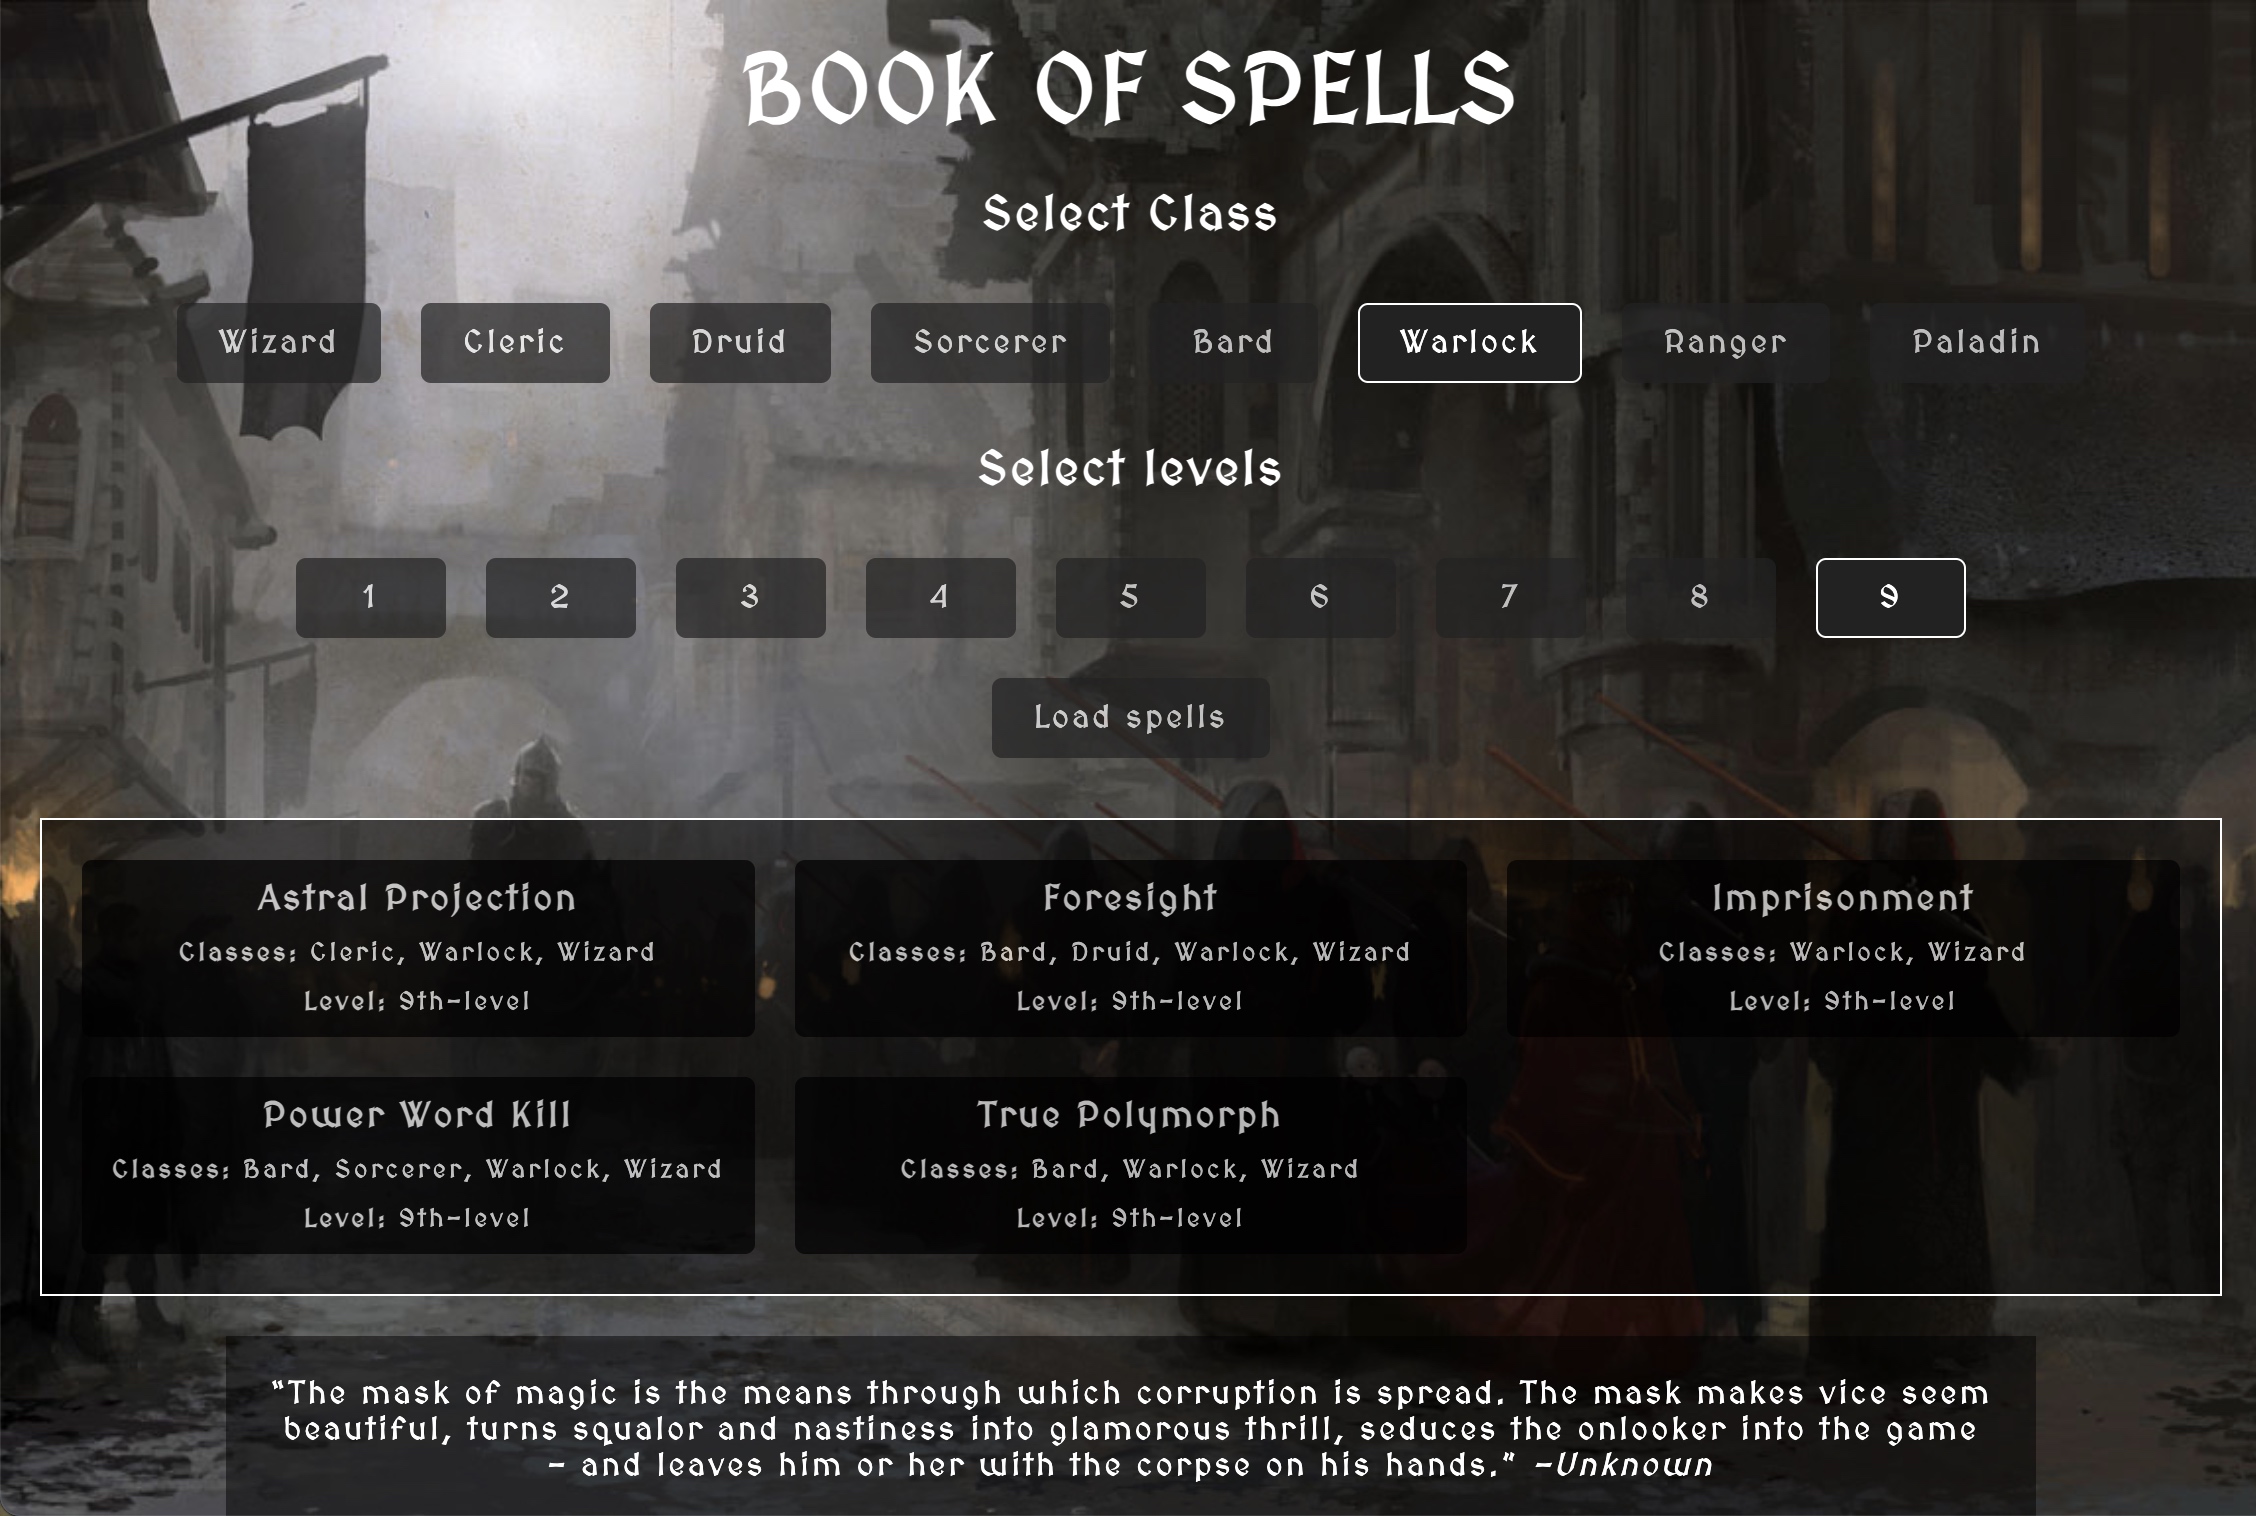 BOOK OF SPELLS
Select Class
Wizard
Cleric
Druid
Sorcerer
Bard
Warlock
Ranger
Paladin
Select levels
1
2
3
4
5
6
7
8
9
Load spells
Astral Projection
Classes: Cleric, Warlock, Wizard
Level: 9th-level
Foresight
Classes: Bard, Druid, Warlock, Wizard
Level: 9th-level
Imprisonment
Classes: Warlock, Wizard
Level: 9th-level
Power Word Kill
Classes: Bard, Sorcerer, Warlock, Wizard
Level: 9th-level
True Polymorph
Classes: Bard, Warlock, Wizard
Level: 9th-level
"The mask of magic is the means through which corruption is spread. The mask makes vice seem
beautiful, turns squalor and nastiness into glamorous thrill, seduces the onlooker into the game
- and leaves him or her with the corpse on his hands." -Unknown